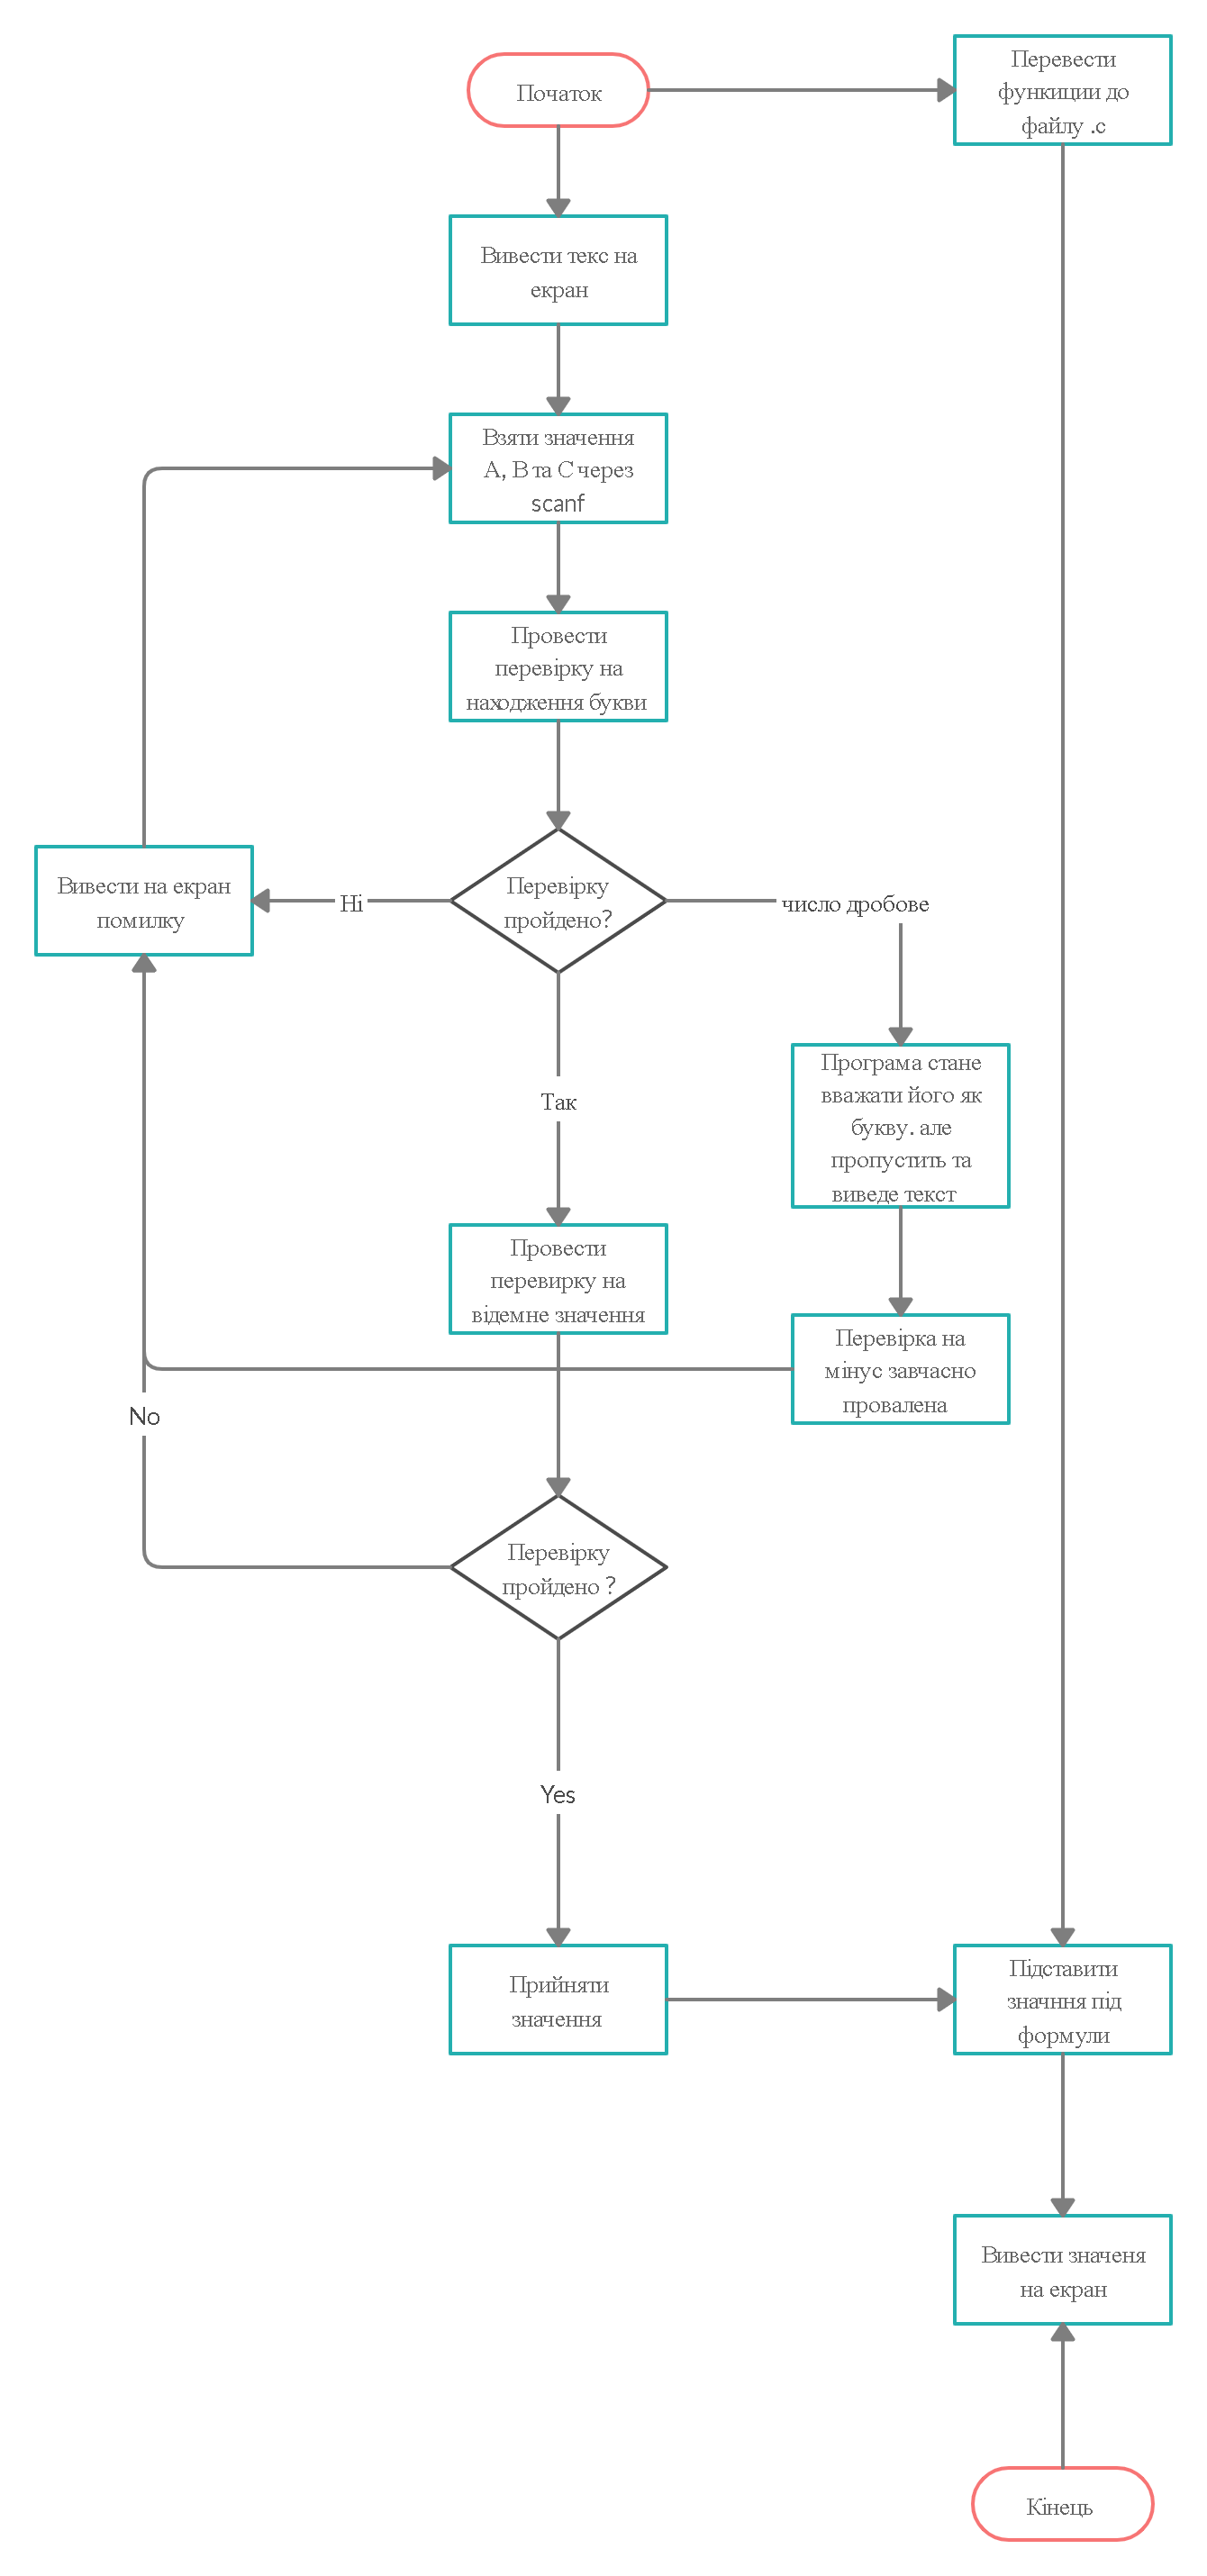 Початок
Перевести
функиции до
файлу .c
Вивести текс на
екран
Взяти значення
А, В та С через
scanf
Провести
перевірку на
находження букви
Перевірку
пройдено?
Ні
Вивести на екран
помилку
число дробове
Програма стане
вважати його як
букву. але
пропустить та
виведе текст
Так
Провести
перевирку на
відемне значення
Перевірка на
мінус завчасно
провалена
No
Перевірку
пройдено ?
Yes
Прийняти
значення
Підставити
значння під
формули
Вивести значеня
на екран
Кінець